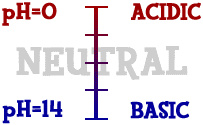 pH=0 ACIDIC
NEUTRAL
pH=14 BASIC